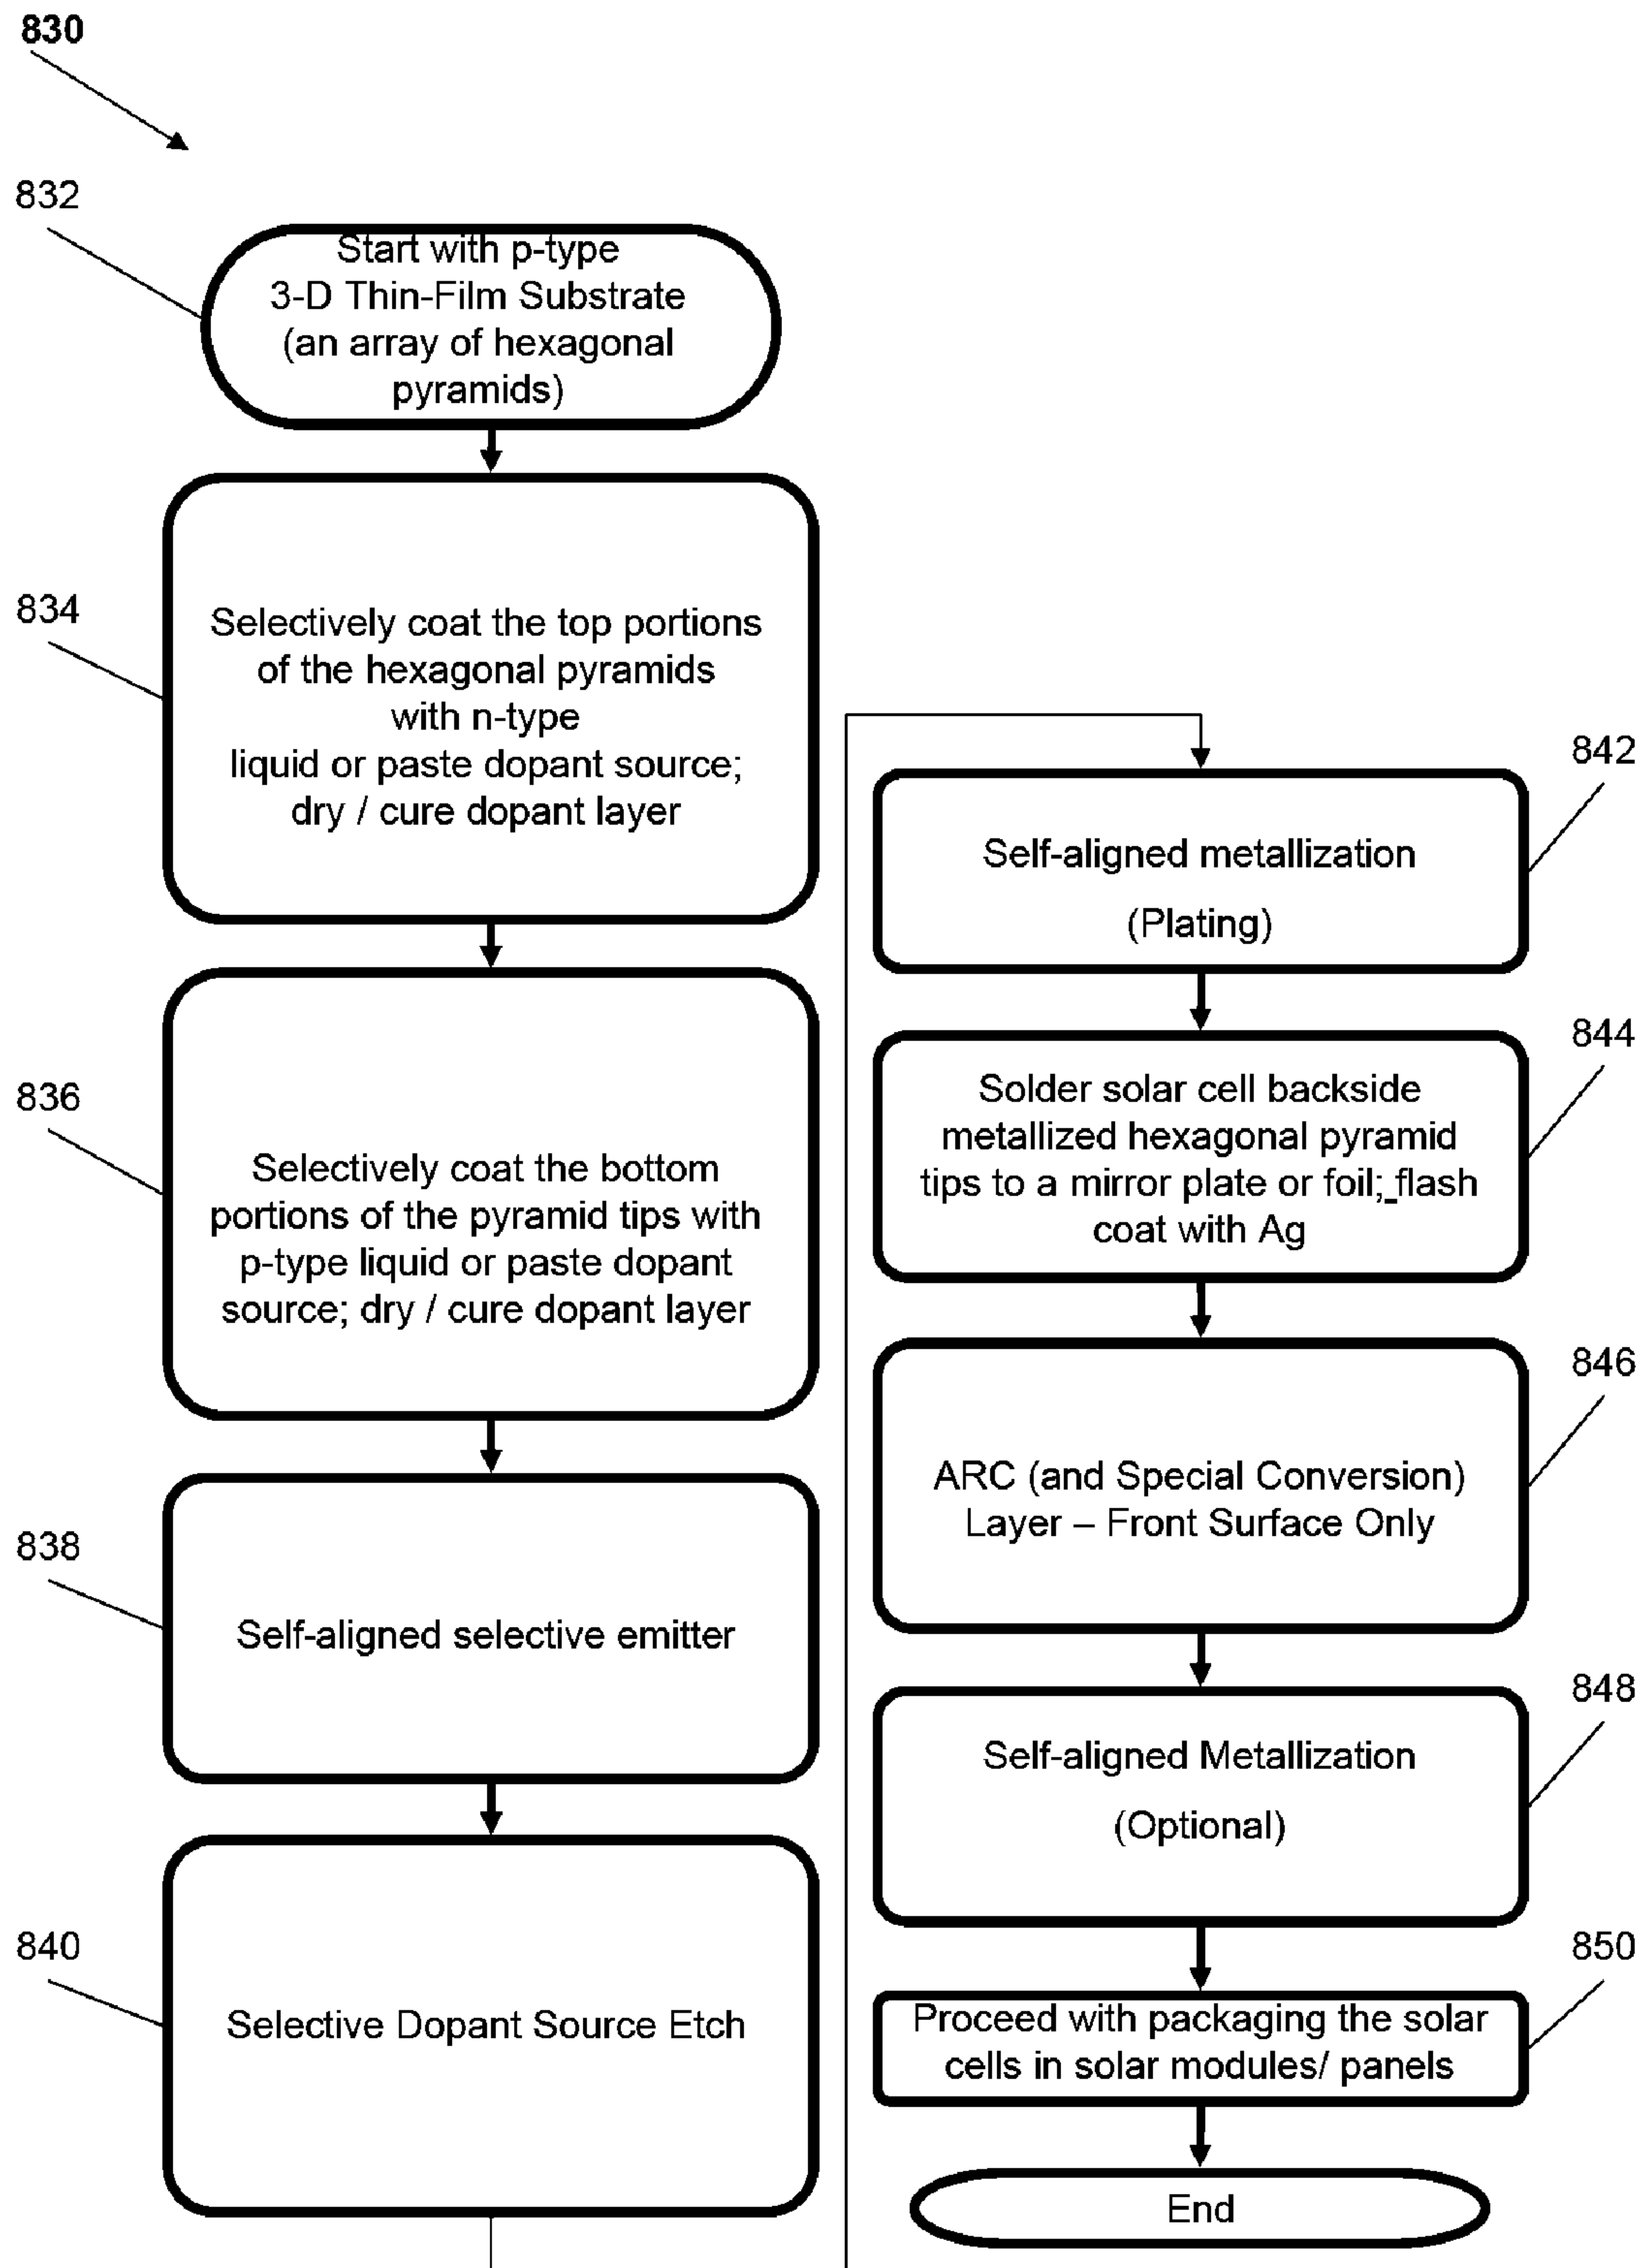 830
832
Start with p-type
3-D Thin-Film Substrate
(an array of hexagonal
pyramids)
834
Selectively coat the top portions
of the hexagonal pyramids
with n-type
liquid or paste dopant source;
dry / cure dopant layer
836
Selectively coat the bottom
portions of the pyramid tips with
p-type liquid or paste dopant
source; dry / cure dopant layer
838
Self-aligned selective emitter
840
Selective Dopant Source Etch
842
Self-aligned metallization
(Plating)
844
Solder solar cell backside
metallized hexagonal pyramid
tips to a mirror plate or foil; flash
coat with Ag
846
ARC (and Special Conversion)
Layer – Front Surface Only
848
Self-aligned Metallization
(Optional)
850
Proceed with packaging the solar
cells in solar modules/ panels
End